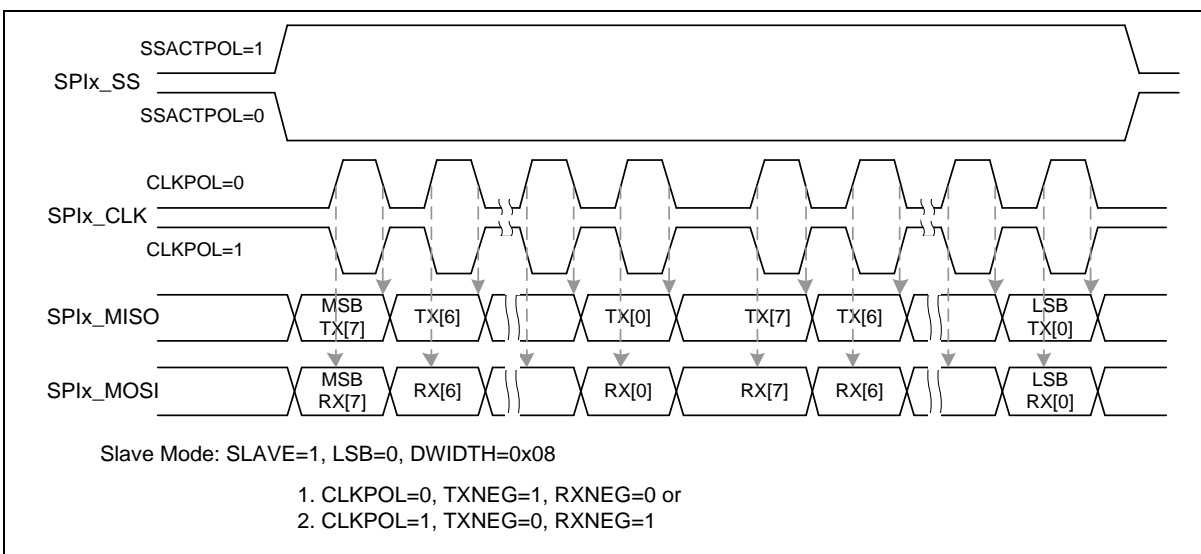 SSACTPOL=1
SPIx_SS
SSACTPOL=0
CLKPOL=0
SPIx_CLK
CLKPOL=1
SPIx_MISO
MSB
TX[7]
TX[6]
TX[0]
TX[7]
TX[6]
LSB
TX[0]
SPIx_MOSI
MSB
RX[7]
RX[6]
RX[0]
RX[7]
RX[6]
LSB
RX[0]
Slave Mode: SLAVE=1, LSB=0, DWIDTH=0x08
1. CLKPOL=0, TXNEG=1, RXNEG=0 or
2. CLKPOL=1, TXNEG=0, RXNEG=1